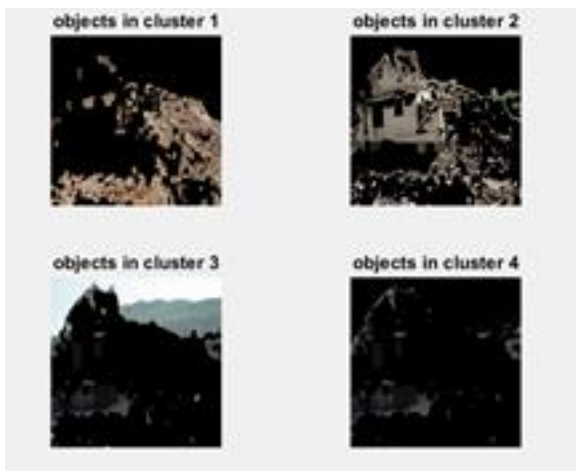 objects in cluster 1
objects in cluster 2
objects in cluster 3
objects in cluster 4